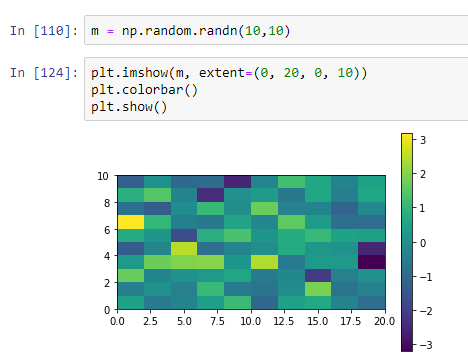 In [110]: m = np.random.randn(10,10)
In [124]: plt.imshow(m, extent=(0, 20, 0, 10))
plt.colorbar()
plt.show()
10
8
6
4
2
0
0.0 2.5 5.0 7.5 10.0 12.5 15.0 17.5 20.0
3
2
1
0
−1
−2
−3